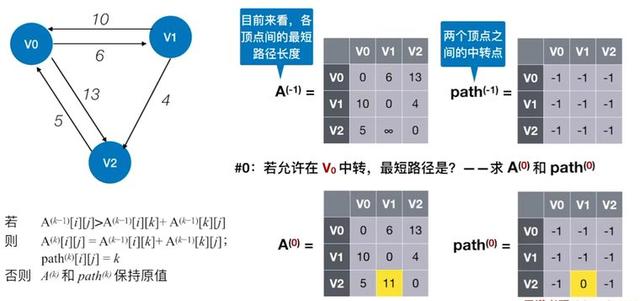 10
V0
V1
6
13
5
4
V2
目前来看，各
顶点间的最短
路径长度
两个顶点之
间的中转点
A(-1) =
V0 V1 V2
V0 0 6 13
V1 10 0 4
V2 5 ∞ 0
path(-1) =
V0 V1 V2
V0 -1 -1 -1
V1 -1 -1 -1
V2 -1 -1 -1
#0：若允许在 V0 中转，最短路径是？——求 A(0) 和 path(0)
若 A(k-1)[i][j]>A(k-1)[i][k]+ A(k-1)[k][j]
则 A(k)[i][j] = A(k-1)[i][k]+ A(k-1)[k][j]；
path(k)[i][j] = k
否则 A(k) 和 path(k) 保持原值
A(0) =
V0 V1 V2
V0 0 6 13
V1 10 0 4
V2 5 11 0
path(0) =
V0 V1 V2
V0 -1 -1 -1
V1 -1 -1 -1
V2 -1 0 -1